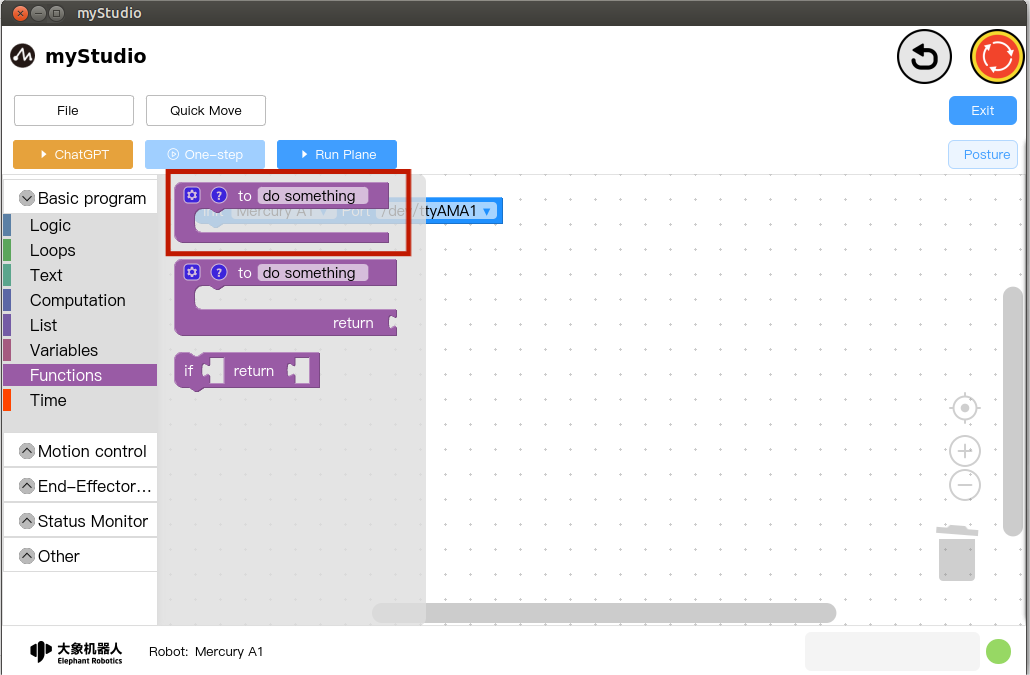 myStudio
myStudio
File
Quick Move
Exit
ChatGPT
One-step
Run Plane
Posture
Basic program
Logic
Loops
Text
Computation
List
Variables
Functions
Time
Motion control
End-Effector...
Status Monitor
Other
? to do something
Init Mercury A1 Port /dev/ttyAMA1
? to do something
return
if return
大象机器人
Elephant Robotics
Robot: Mercury A1